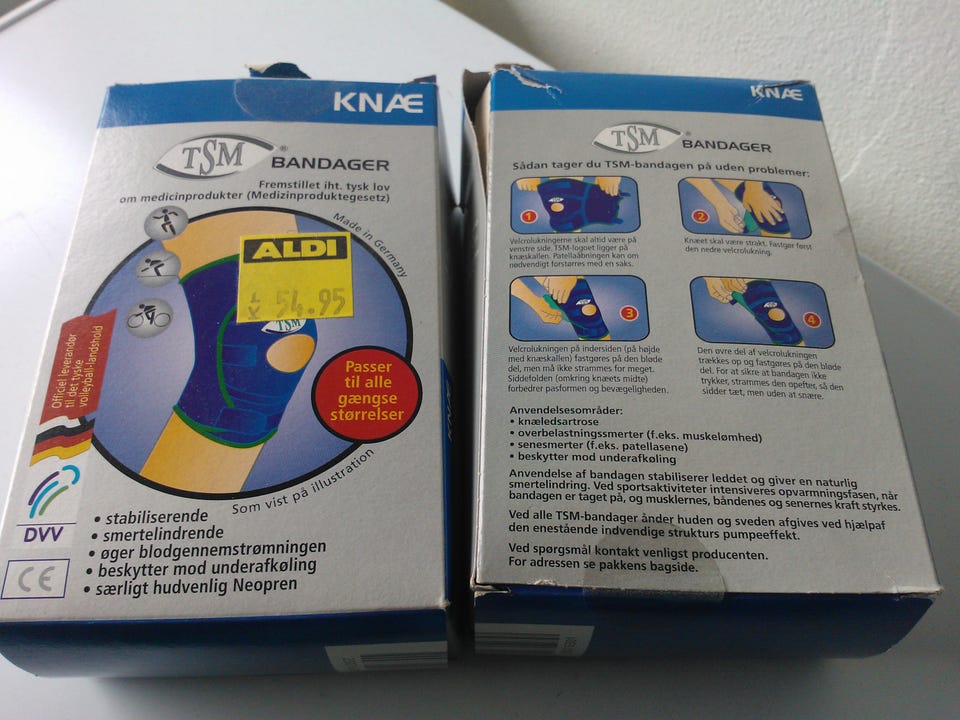 KNÆ
TSM®
BANDAGER
Fremstillet iht. tysk lov
om medicinprodukter (Medizinproduktegesetz)
Made in Germany
ALDI
54.95
TSM
Officiel leverandør
til det tyske
volleyball-landshold
Passer
til alle
gængse
størrelser
Som vist på illustration
DVV
CE
• stabiliserende
• smertelindrende
• øger blodgennemstrømningen
• beskytter mod underafkøling
• særligt hudvenlig Neopren
KNÆ
KNÆ
TSM®
BANDAGER
Sådan tager du TSM-bandagen på uden problemer:
1
Velcrolukningerne skal altid være på
venstre side. TSM-logoet ligger på
knæskallen. Patellaåbningen kan om
nødvendigt forstørres med en saks.
2
Knæet skal være strakt. Fastgør først
den nedre velcrolukning.
3
Velcrolukningen på indersiden (på højde
med knæskallen) fastgøres på den bløde
del, men må ikke strammes for meget.
Siddefolden (omkring knæets midte)
forbedrer pasformen og bevægeligheden.
4
Den øvre del af velcrolukningen
trækkes op og fastgøres på den bløde
del. For at sikre at bandagen ikke
trykker, strammes den opefter, så den
sidder tæt, men uden at snære.
Anvendelsesområder:
• knæledsartrose
• overbelastningssmerter (f.eks. muskelømhed)
• senesmerter (f.eks. patellasene)
• beskytter mod underafkøling
Anvendelse af bandagen stabiliserer leddet og giver en naturlig
smertelindring. Ved sportsaktiviteter intensiveres opvarmningsfasen, når
bandagen er taget på, og musklernes, båndenes og senernes kraft styrkes.
Ved alle TSM-bandager ånder huden og sveden afgives ved hjælpaf
den enestående indvendige strukturs pumpeeffekt.
Ved spørgsmål kontakt venligst producenten.
For adressen se pakkens bagside.